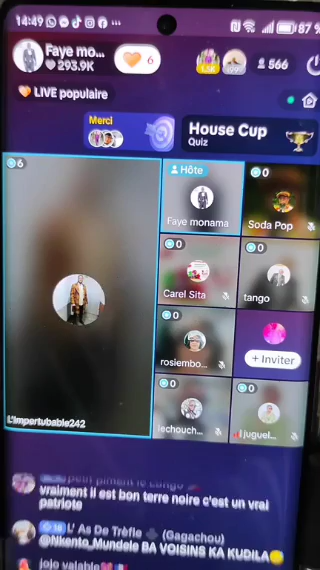 14:49
87
Faye mo...
293.9K
6
566
LIVE populaire
Merci
House Cup
Quiz
6
Hôte
0
Faye monama
Soda Pop
0
0
Carel Sita
tango
0
rosiembo...
+ Inviter
0
0
L'Impertubable242
lechouch...
juguel...
vraiment il est bon terre noire c'est un vrai
patriote
L' As De Trèfle (Gagachou)
@Nkento_Mundele BA VOISINS KA KUDILA
jojo valable